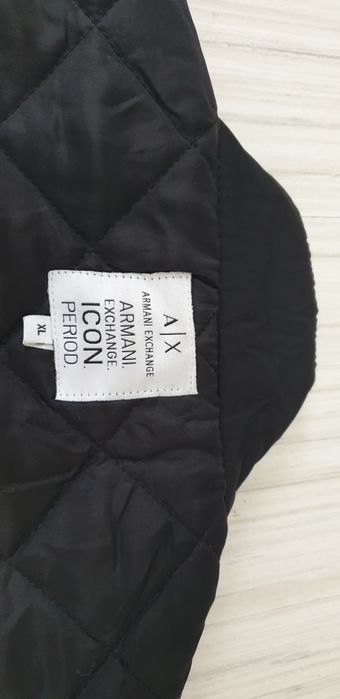 A|X
ARMANI EXCHANGE
ARMANI.
EXCHANGE.
ICON.
PERIOD.
XL